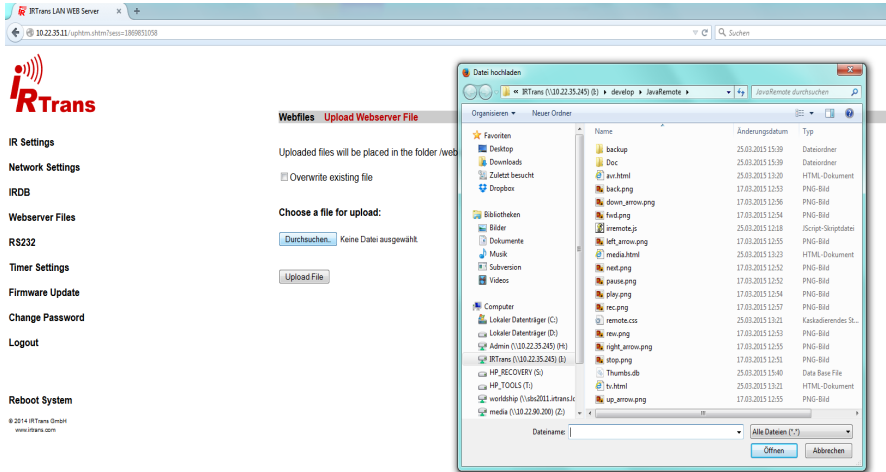 IRTrans LAN WEB Server
10.22.35.11/uphtm.shtm?sess=1869851058
Suchen
iRTrans
IR Settings
Network Settings
IRDB
Webserver Files
RS232
Timer Settings
Firmware Update
Change Password
Logout
Reboot System
© 2014 IRTrans GmbH
www.irtrans.com
Webfiles Upload Webserver File
Uploaded files will be placed in the folder /web
Overwrite existing file
Choose a file for upload:
Durchsuchen.. Keine Datei ausgewählt.
Upload File
Datei hochladen
« IRTrans (\\10.22.35.245) (I:) develop JavaRemote
JavaRemote durchsuchen
Organisieren Neuer Ordner
Favoriten
Desktop
Downloads
Zuletzt besucht
Dropbox
Bibliotheken
Bilder
Dokumente
Musik
Subversion
Videos
Computer
Lokaler Datenträger (C:)
Lokaler Datenträger (D:)
Admin (\\10.22.35.245) (H:)
IRTrans (\\10.22.35.245) (I:)
HP_RECOVERY (S:)
HP_TOOLS (T:)
worldship (\\sbs2011.irtrans.lo
media (\\10.22.90.200) (Z:)
Name Änderungsdatum Typ
backup 25.03.2015 15:39 Dateiordner
Doc 25.03.2015 15:39 Dateiordner
avr.html 25.03.2015 13:20 HTML-Dokument
back.png 17.03.2015 12:53 PNG-Bild
down_arrow.png 17.03.2015 12:56 PNG-Bild
fwd.png 17.03.2015 12:54 PNG-Bild
irremote.js 25.03.2015 12:18 JScript-Skriptdatei
left_arrow.png 17.03.2015 12:55 PNG-Bild
media.html 25.03.2015 13:23 HTML-Dokument
next.png 17.03.2015 12:52 PNG-Bild
pause.png 17.03.2015 12:52 PNG-Bild
play.png 17.03.2015 12:54 PNG-Bild
rec.png 17.03.2015 12:57 PNG-Bild
remote.css 25.03.2015 13:21 Kaskadierendes St...
rew.png 17.03.2015 12:53 PNG-Bild
right_arrow.png 17.03.2015 12:55 PNG-Bild
stop.png 17.03.2015 12:51 PNG-Bild
Thumbs.db 25.03.2015 15:40 Data Base File
tv.html 25.03.2015 13:21 HTML-Dokument
up_arrow.png 17.03.2015 12:55 PNG-Bild
Dateiname: Alle Dateien (*.*)
Öffnen Abbrechen